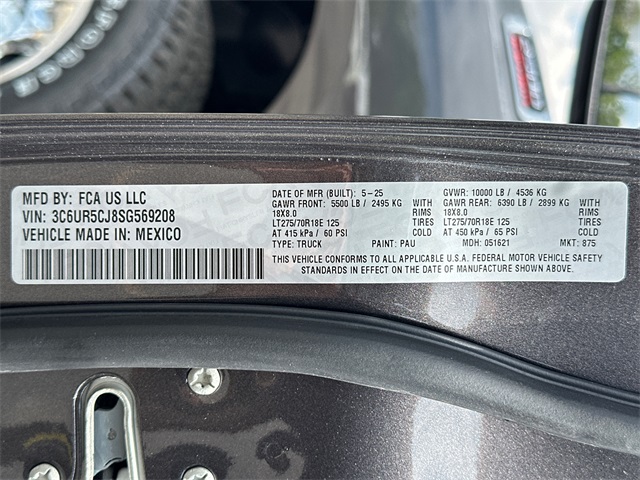 MFD BY: FCA US LLC
VIN: 3C6UR5CJ8SG569208
VEHICLE MADE IN: MEXICO
DATE OF MFR (BUILT): 5-25 GVWR: 10000 LB / 4536 KG
GAWR FRONT: 5500 LB / 2495 KG WITH GAWR REAR: 6390 LB / 2899 KG WITH
18X8.0 RIMS 18X8.0 RIMS
LT275/70R18E 125 TIRES LT275/70R18E 125 TIRES
AT 415 kPa / 60 PSI COLD AT 450 kPa / 65 PSI COLD
TYPE: TRUCK PAINT: PAU MDH: 051621 MKT: 875
THIS VEHICLE CONFORMS TO ALL APPLICABLE U.S.A. FEDERAL MOTOR VEHICLE SAFETY
STANDARDS IN EFFECT ON THE DATE OF MANUFACTURE SHOWN ABOVE.